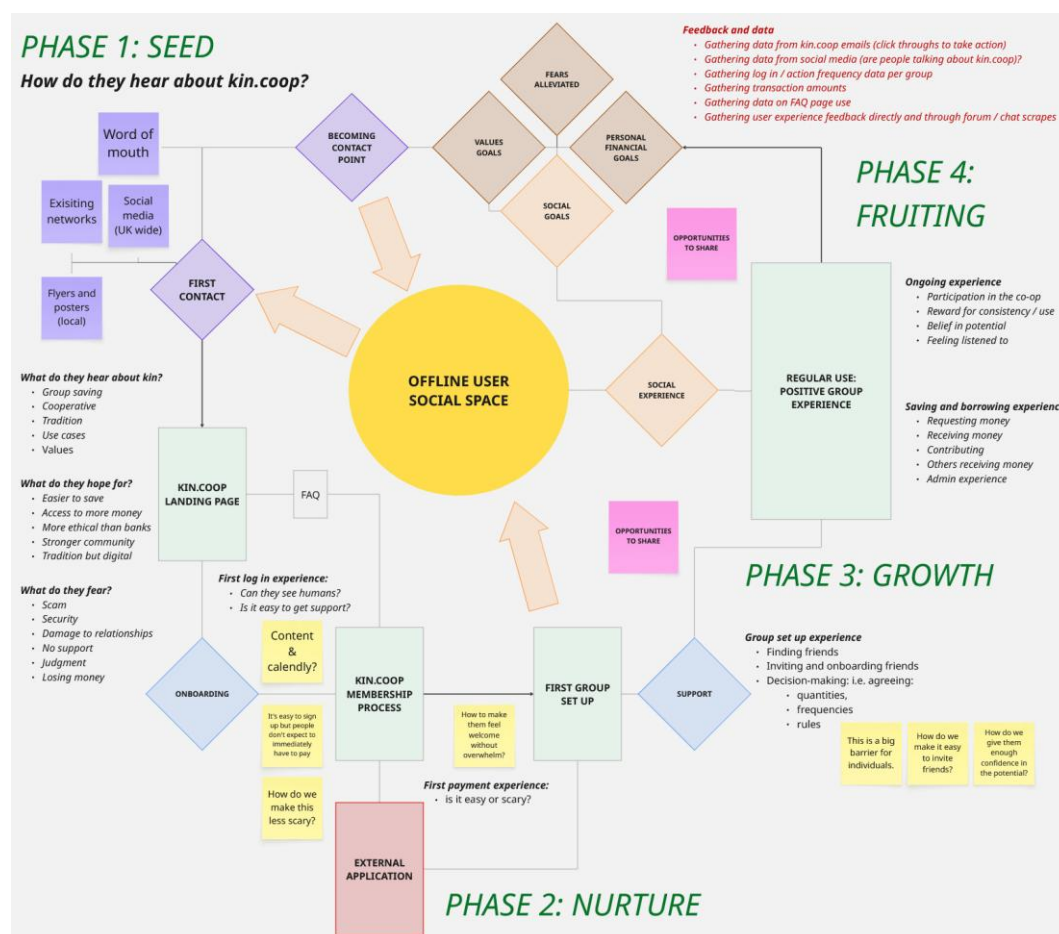 PHASE 1: SEED
How do they hear about kin.coop?
Word of
mouth
Exisiting
networks
Social
media
(UK wide)
Flyers and
posters
(local)
FIRST
CONTACT
BECOMING
CONTACT
POINT
VALUES
GOALS
FEARS
ALLEVIATED
PERSONAL
FINANCIAL
GOALS
SOCIAL
GOALS
Feedback and data
• Gathering data from kin.coop emails (click throughs to take action)
• Gathering data from social media (are people talking about kin.coop)?
• Gathering log in / action frequency data per group
• Gathering transaction amounts
• Gathering data on FAQ page use
• Gathering user experience feedback directly and through forum / chat scrapes
PHASE 4:
FRUITING
OPPORTUNITIES
TO SHARE
Ongoing experience
• Participation in the co-op
• Reward for consistency / use
• Belief in potential
• Feeling listened to
Saving and borrowing experienc
• Requesting money
• Receiving money
• Contributing
• Others receiving money
• Admin experience
REGULAR USE:
POSITIVE GROUP
EXPERIENCE
SOCIAL
EXPERIENCE
OFFLINE USER
SOCIAL SPACE
What do they hear about kin?
• Group saving
• Cooperative
• Tradition
• Use cases
• Values
What do they hope for?
• Easier to save
• Access to more money
• More ethical than banks
• Stronger community
• Tradition but digital
What do they fear?
• Scam
• Security
• Damage to relationships
• No support
• Judgment
• Losing money
KIN.COOP
LANDING PAGE
FAQ
First log in experience:
• Can they see humans?
• Is it easy to get support?
Content
&
calendly?
ONBOARDING
It's easy to sign
up but people
don't expect to
immediately
have to pay
How do we
make this
less scary?
KIN.COOP
MEMBERSHIP
PROCESS
How to make
them feel
welcome
without
overwhelm?
First payment experience:
• is it easy or scary?
EXTERNAL
APPLICATION
PHASE 2: NURTURE
FIRST GROUP
SET UP
SUPPORT
OPPORTUNITIES
TO SHARE
PHASE 3: GROWTH
Group set up experience
• Finding friends
• Inviting and onboarding friends
• Decision-making: i.e. agreeing:
• quantities,
• frequencies
• rules
This is a big
barrier for
individuals.
How do we
make it easy
to invite
friends?
How do we
give them
enough
confidence in
the potential?